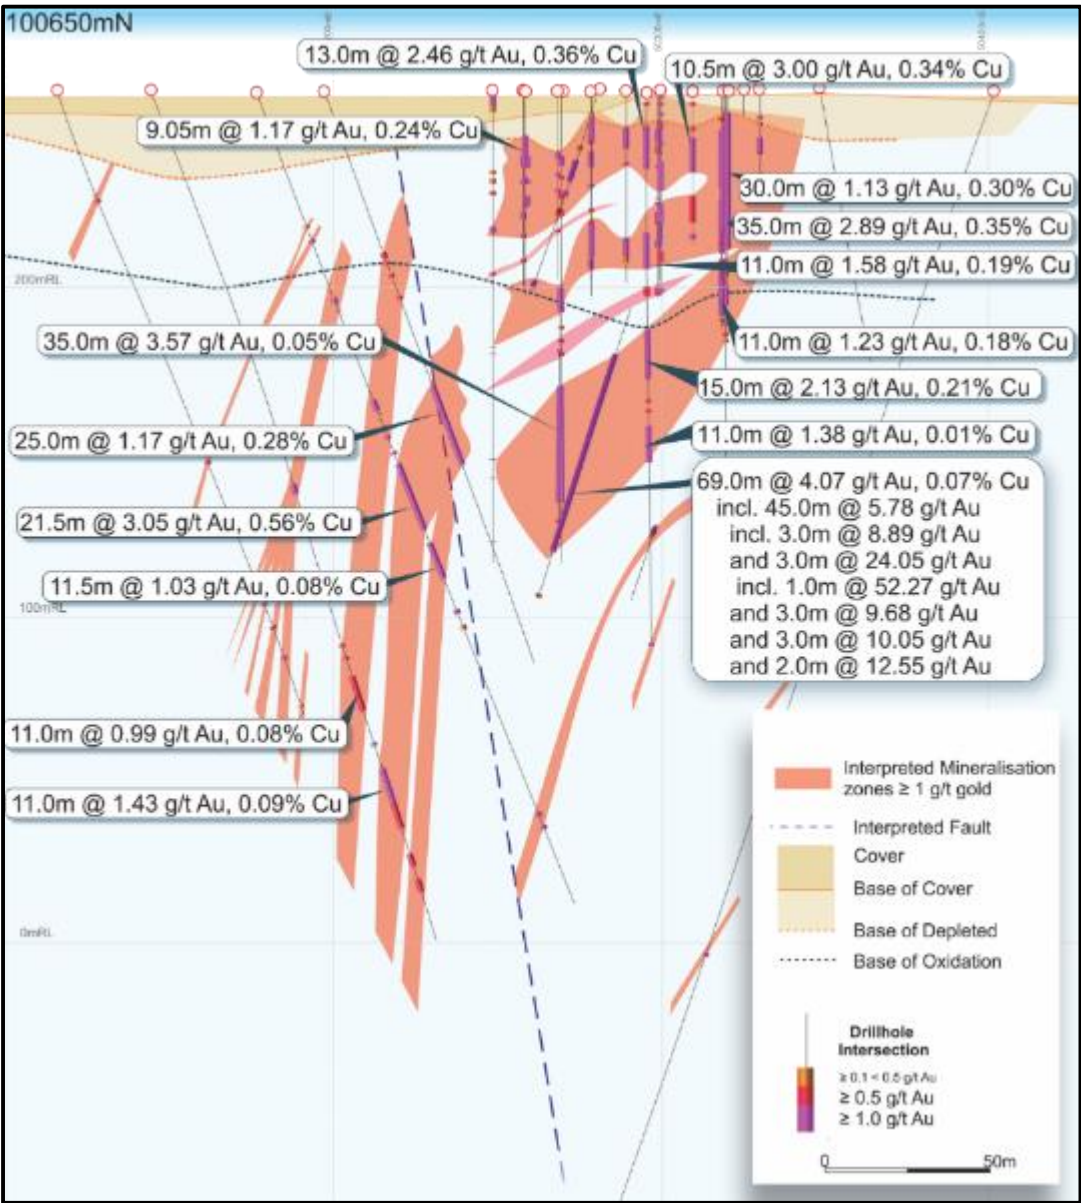 100650mN
13.0m @ 2.46 g/t Au, 0.36% Cu
10.5m @ 3.00 g/t Au, 0.34% Cu
9.05m @ 1.17 g/t Au, 0.24% Cu
30.0m @ 1.13 g/t Au, 0.30% Cu
35.0m @ 2.89 g/t Au, 0.35% Cu
11.0m @ 1.58 g/t Au, 0.19% Cu
200mRL
35.0m @ 3.57 g/t Au, 0.05% Cu
11.0m @ 1.23 g/t Au, 0.18% Cu
15.0m @ 2.13 g/t Au, 0.21% Cu
25.0m @ 1.17 g/t Au, 0.28% Cu
11.0m @ 1.38 g/t Au, 0.01% Cu
69.0m @ 4.07 g/t Au, 0.07% Cu
incl. 45.0m @ 5.78 g/t Au
incl. 3.0m @ 8.89 g/t Au
and 3.0m @ 24.05 g/t Au
incl. 1.0m @ 52.27 g/t Au
and 3.0m @ 9.68 g/t Au
and 3.0m @ 10.05 g/t Au
and 2.0m @ 12.55 g/t Au
21.5m @ 3.05 g/t Au, 0.56% Cu
11.5m @ 1.03 g/t Au, 0.08% Cu
100mRL
11.0m @ 0.99 g/t Au, 0.08% Cu
11.0m @ 1.43 g/t Au, 0.09% Cu
0mRL
Interpreted Mineralisation
zones ≥ 1 g/t gold
Interpreted Fault
Cover
Base of Cover
Base of Depleted
Base of Oxidation
Drillhole
Intersection
≥ 0.1 < 0.5 g/t Au
≥ 0.5 g/t Au
≥ 1.0 g/t Au
0 50m